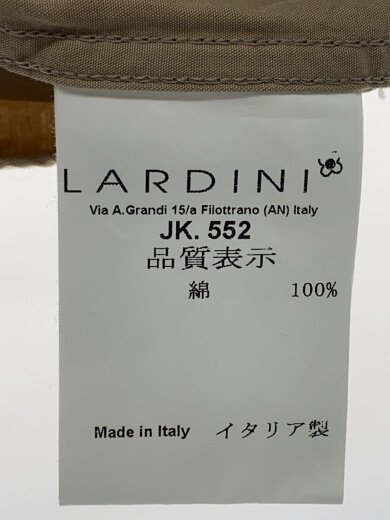 LARDINI
Via A.Grandi 15/a Filottrano (AN) Italy
JK. 552
品質表示
綿 100%
Made in Italy イタリア製